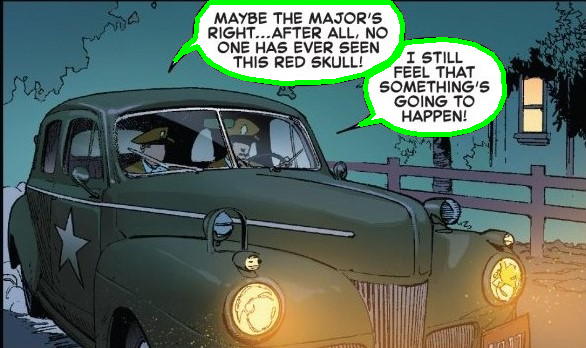 MAYBE THE MAJOR'S
RIGHT...AFTER ALL, NO
ONE HAS EVER SEEN
THIS RED SKULL!
I STILL
FEEL THAT
SOMETHING'S
GOING TO
HAPPEN!